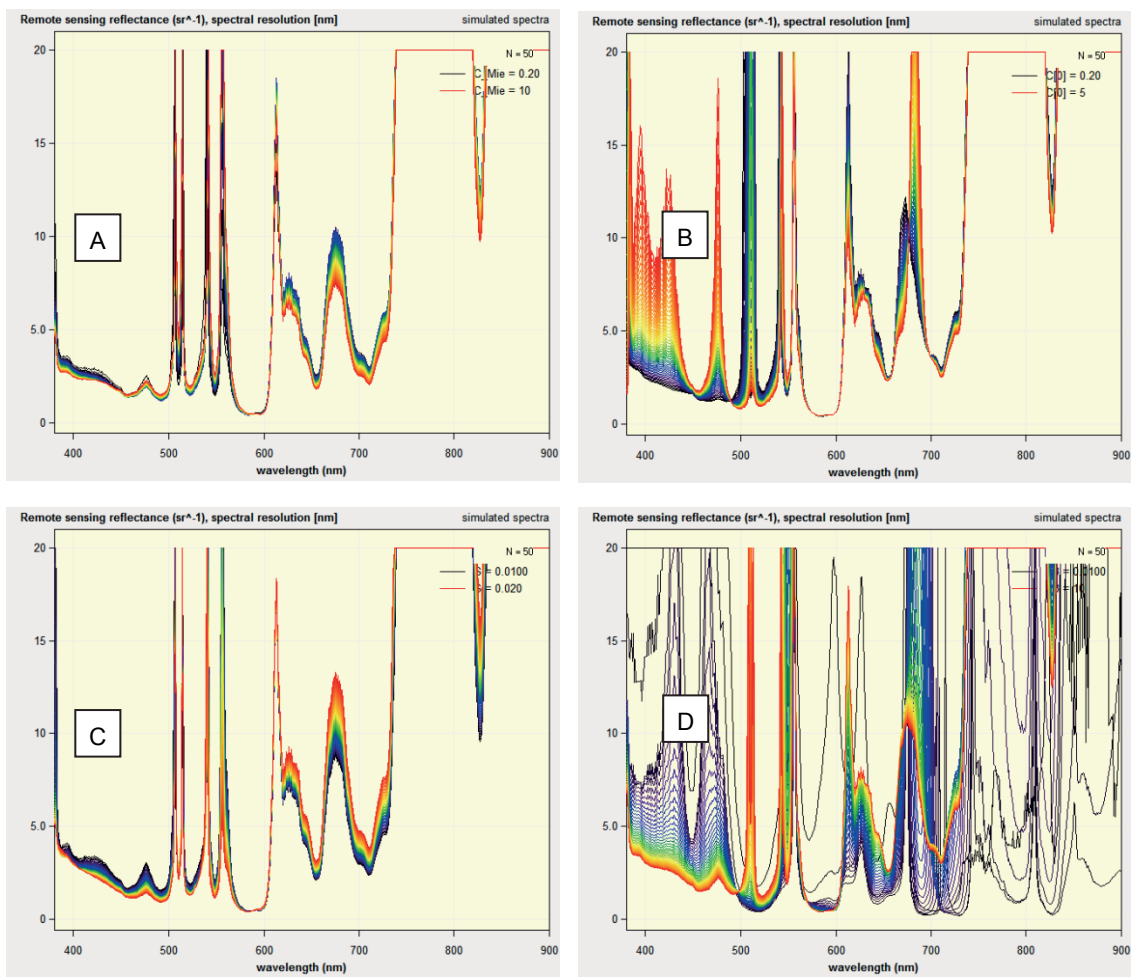 Remote sensing reflectance (sr^-1), spectral resolution [nm] simulated spectra
20
N = 50
C_Mie = 0.20
C_Mie = 10
15
10
A
5.0
0
400 500 600 700 800 900
wavelength (nm)
Remote sensing reflectance (sr^-1), spectral resolution [nm] simulated spectra
20
N = 50
C[0] = 0.20
C[0] = 5
15
10
B
5.0
0
400 500 600 700 800 900
wavelength (nm)
Remote sensing reflectance (sr^-1), spectral resolution [nm] simulated spectra
20
N = 50
S = 0.0100
S = 0.020
15
10
C
5.0
0
400 500 600 700 800 900
wavelength (nm)
Remote sensing reflectance (sr^-1), spectral resolution [nm] simulated spectra
20
N = 50
= 0.0100
= 10
15
10
D
5.0
0
400 500 600 700 800 900
wavelength (nm)